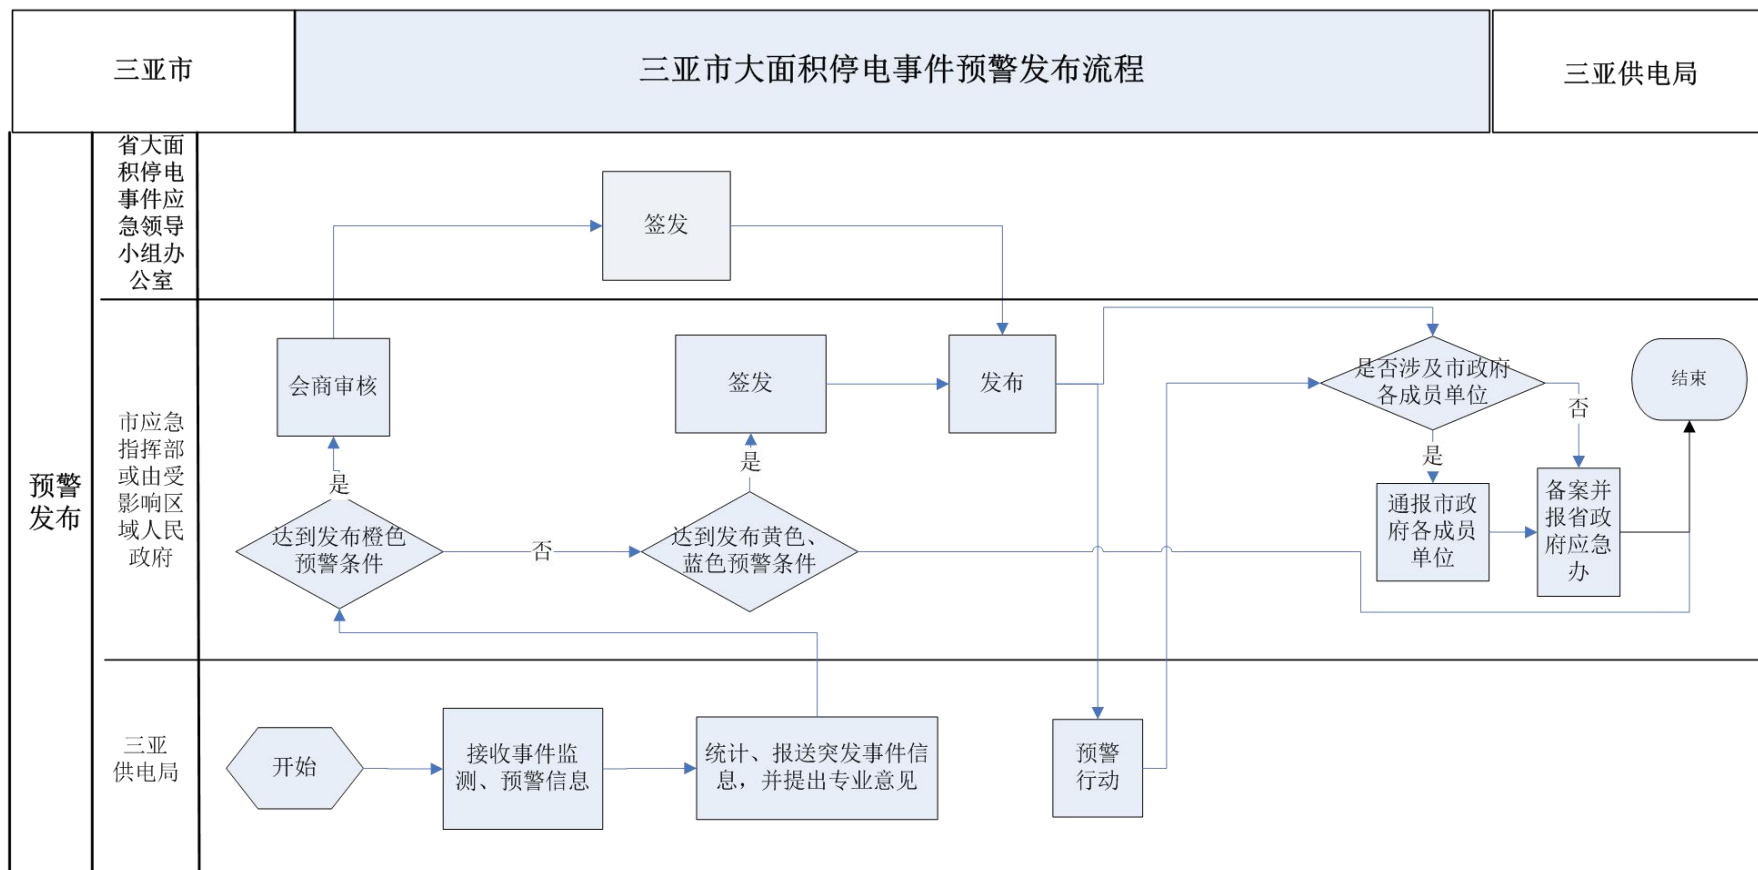 三亚市
三亚市大面积停电事件预警发布流程
三亚供电局
预警
发布
省大面
积停电
事件应
急领导
小组办
公室
签发
市应急
指挥部
或由受
影响区
域人民
政府
会商审核
签发
发布
是否涉及市政府
各成员单位
结束
是
是
是
否
达到发布橙色
预警条件
否
达到发布黄色、
蓝色预警条件
通报市政
府各成员
单位
备案并
报省政
府应急
办
三亚
供电局
开始
接收事件监
测、预警信息
统计、报送突发事件信
息，并提出专业意见
预警
行动